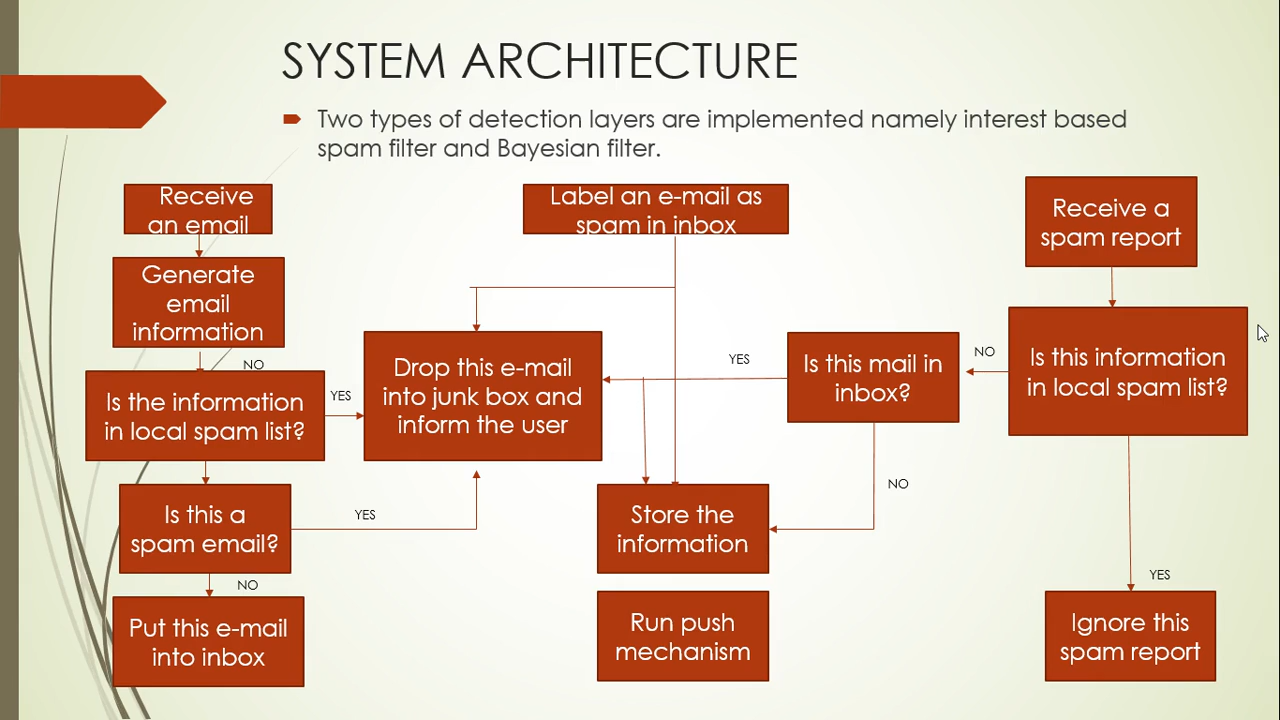 SYSTEM ARCHITECTURE
Two types of detection layers are implemented namely interest based
spam filter and Bayesian filter.
Receive
an email
Generate
email
information
NO
Is the information
in local spam list?
YES
Is this a
spam email?
YES
NO
Put this e-mail
into inbox
Label an e-mail as
spam in inbox
Drop this e-mail
into junk box and
inform the user
YES
Store the
information
Run push
mechanism
Is this mail in
inbox?
NO
NO
Receive a
spam report
Is this information
in local spam list?
YES
Ignore this
spam report